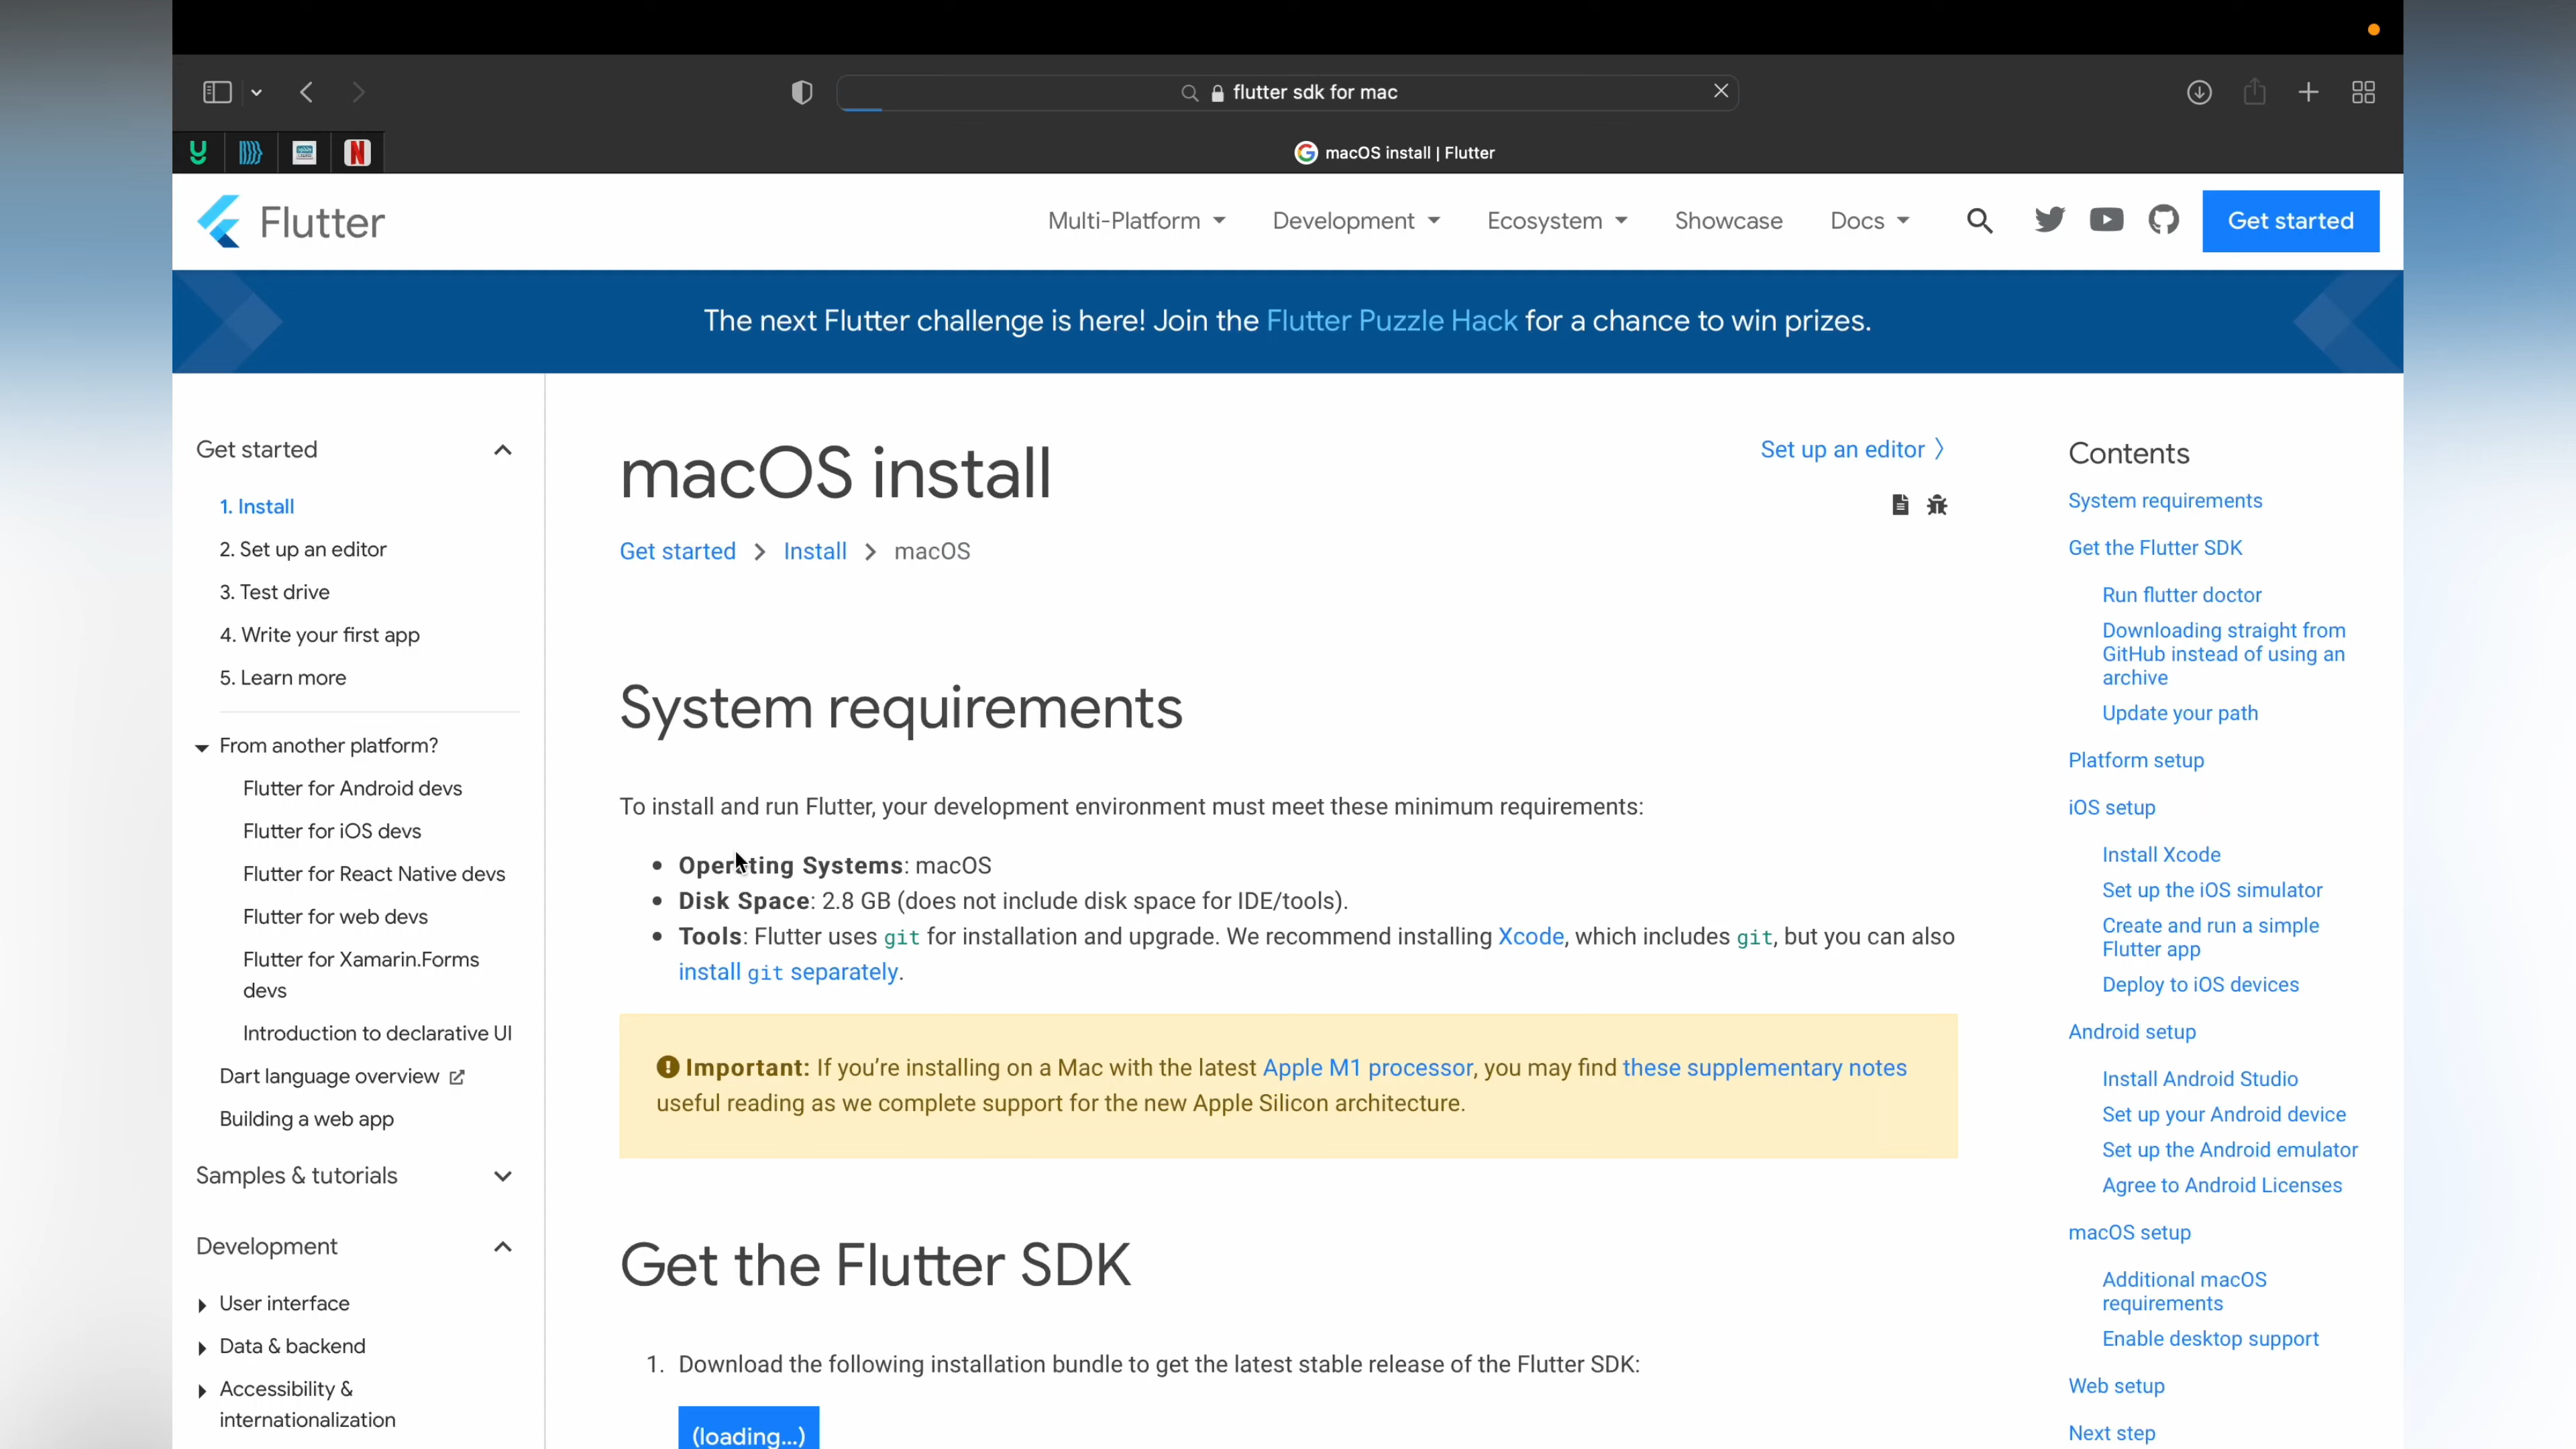 flutter sdk for mac
macOS install | Flutter
Flutter
Multi-Platform
Development
Ecosystem
Showcase
Docs
Get started
The next Flutter challenge is here! Join the Flutter Puzzle Hack for a chance to win prizes.
Get started
1. Install
2. Set up an editor
3. Test drive
4. Write your first app
5. Learn more
From another platform?
Flutter for Android devs
Flutter for iOS devs
Flutter for React Native devs
Flutter for web devs
Flutter for Xamarin.Forms
devs
Introduction to declarative UI
Dart language overview
Building a web app
Samples & tutorials
Development
User interface
Data & backend
Accessibility &
internationalization
macOS install
Set up an editor 〉
Get started > Install > macOS
System requirements
To install and run Flutter, your development environment must meet these minimum requirements:
• Operating Systems: macOS
• Disk Space: 2.8 GB (does not include disk space for IDE/tools).
• Tools: Flutter uses git for installation and upgrade. We recommend installing Xcode, which includes git, but you can also
install git separately.
Important: If you’re installing on a Mac with the latest Apple M1 processor, you may find these supplementary notes
useful reading as we complete support for the new Apple Silicon architecture.
Get the Flutter SDK
1. Download the following installation bundle to get the latest stable release of the Flutter SDK:
(loading...)
Contents
System requirements
Get the Flutter SDK
Run flutter doctor
Downloading straight from
GitHub instead of using an
archive
Update your path
Platform setup
iOS setup
Install Xcode
Set up the iOS simulator
Create and run a simple
Flutter app
Deploy to iOS devices
Android setup
Install Android Studio
Set up your Android device
Set up the Android emulator
Agree to Android Licenses
macOS setup
Additional macOS
requirements
Enable desktop support
Web setup
Next step